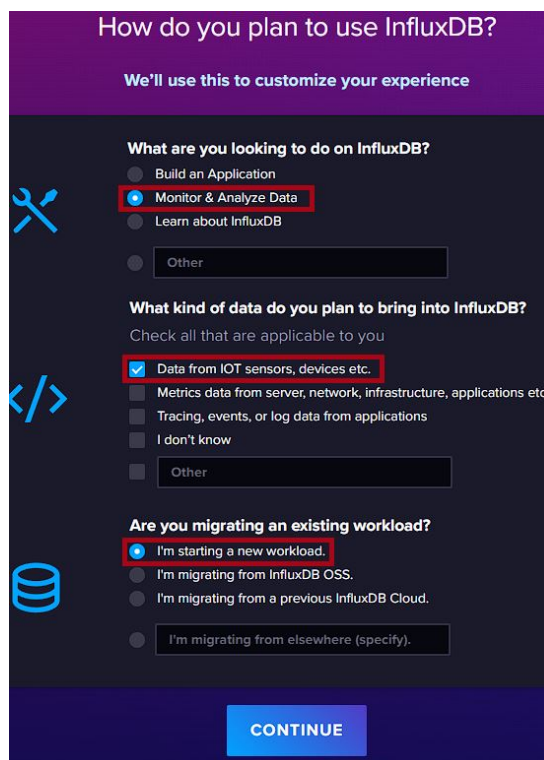 How do you plan to use InfluxDB?
We'll use this to customize your experience
What are you looking to do on InfluxDB?
Build an Application
Monitor & Analyze Data
Learn about InfluxDB
Other
What kind of data do you plan to bring into InfluxDB?
Check all that are applicable to you
Data from IOT sensors, devices etc.
Metrics data from server, network, infrastructure, applications etc
Tracing, events, or log data from applications
I don't know
Other
Are you migrating an existing workload?
I'm starting a new workload.
I'm migrating from InfluxDB OSS.
I'm migrating from a previous InfluxDB Cloud.
I'm migrating from elsewhere (specify).
CONTINUE